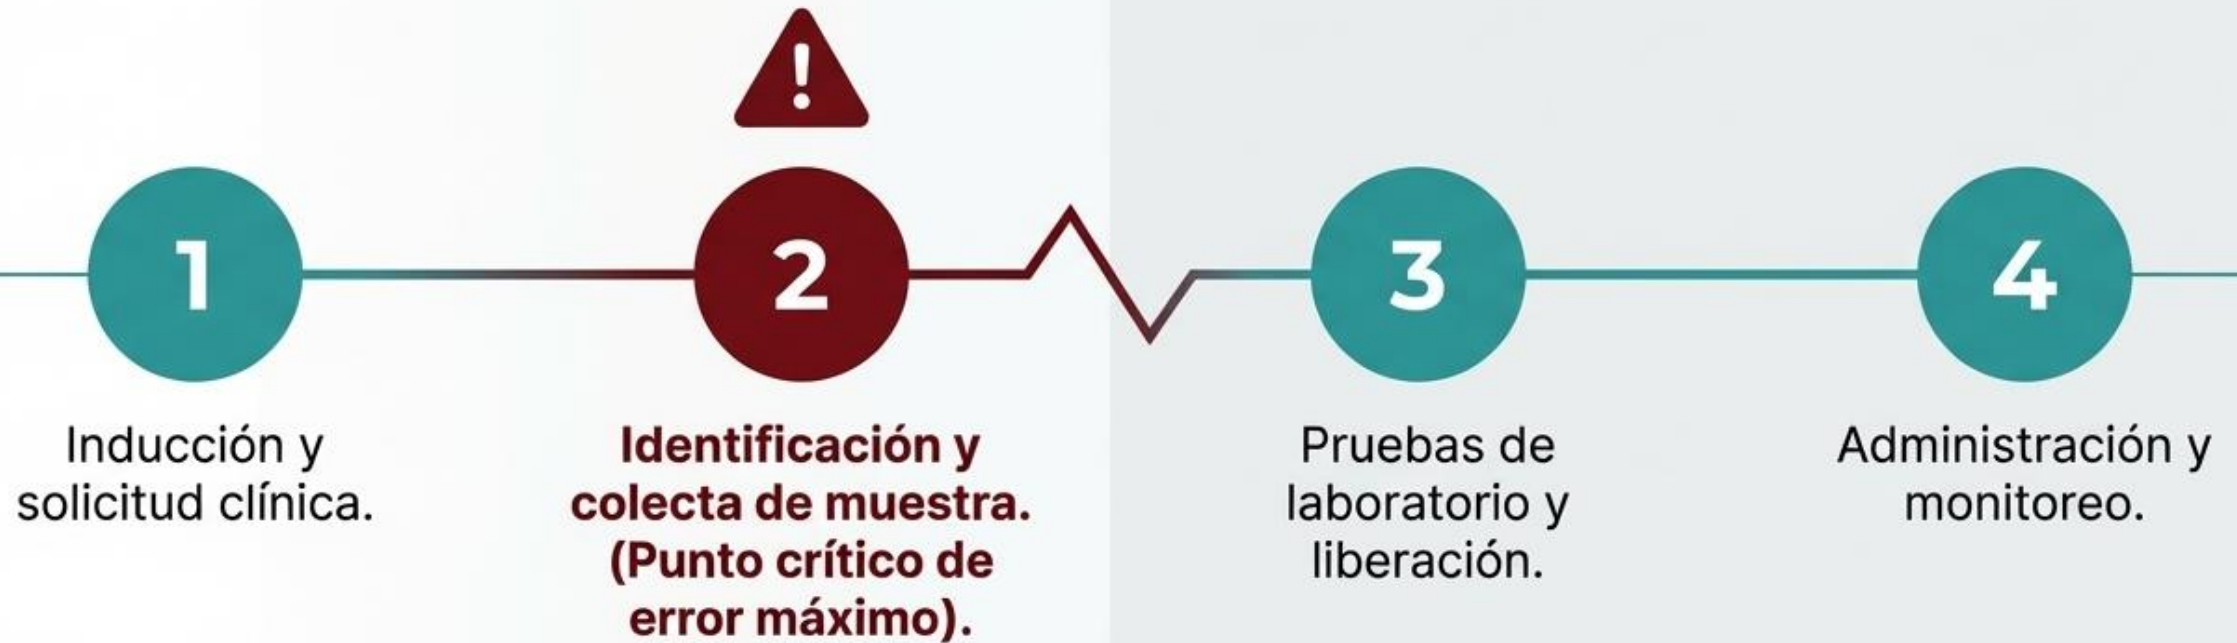 !
1
Inducción y
solicitud clínica.
2
Identificación y
colecta de muestra.
(Punto crítico de
error máximo).
3
Pruebas de
laboratorio y
liberación.
4
Administración y
monitoreo.